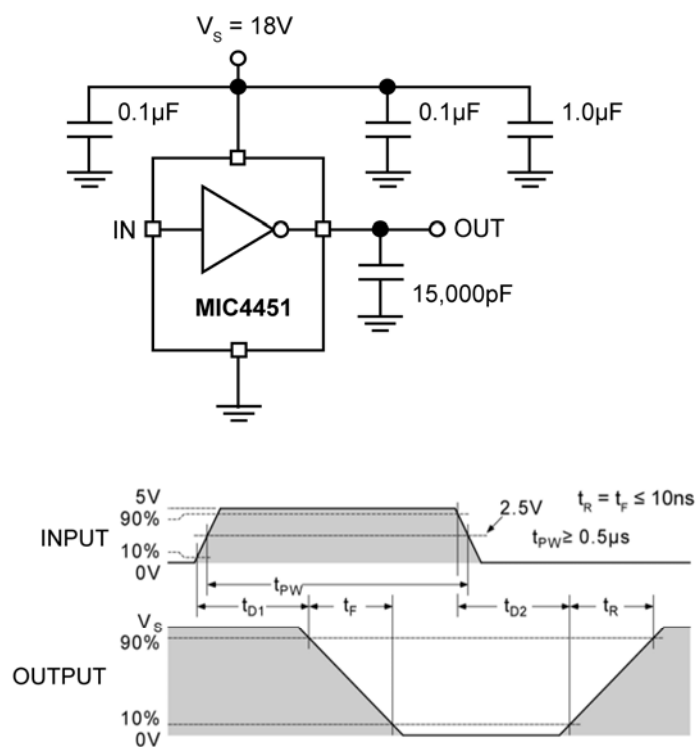 V_S = 18V
0.1µF
0.1µF
1.0µF
IN
OUT
MIC4451
15,000pF
INPUT
5V
90%
10%
0V
2.5V
t_R = t_F ≤ 10ns
t_PW ≥ 0.5µs
t_PW
t_D1
t_F
t_D2
t_R
OUTPUT
V_S
90%
10%
0V